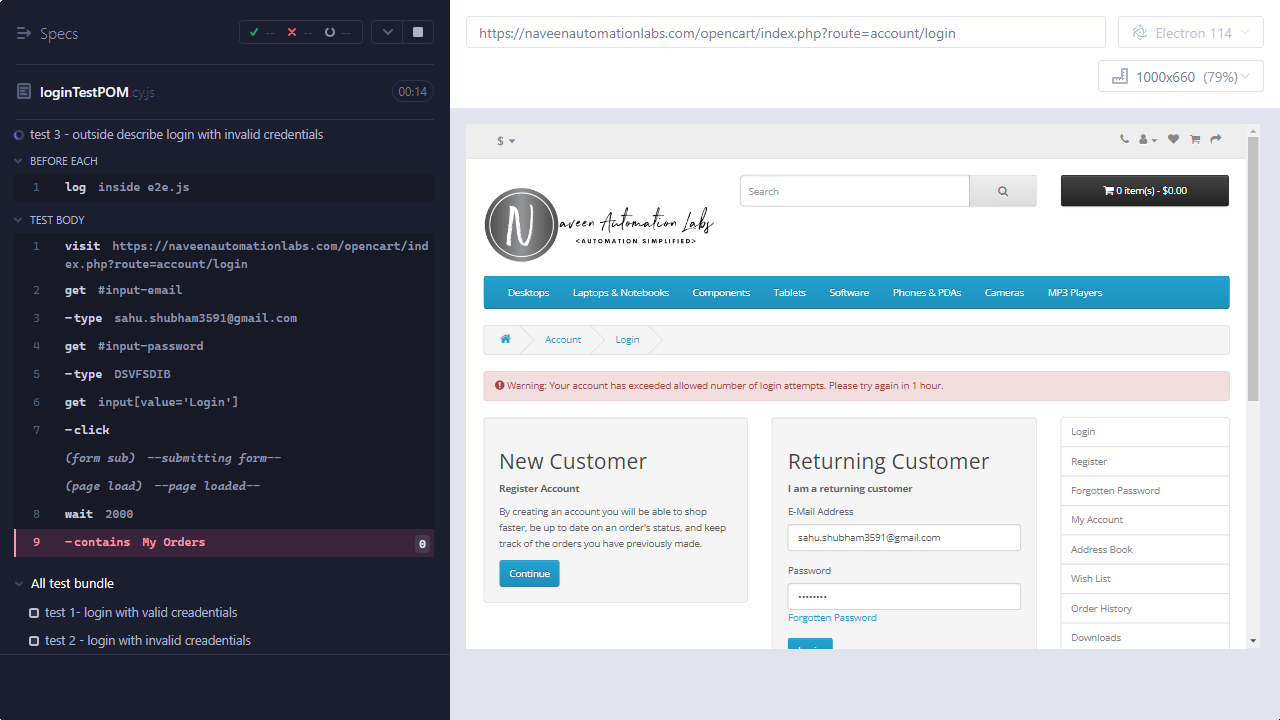 Specs
--
--
--
loginTestPOM.cy.js
00:14
test 3 - outside describe login with invalid credentials
BEFORE EACH
1 log inside e2e.js
TEST BODY
1 visit https://naveenautomationlabs.com/opencart/ind
ex.php?route=account/login
2 get #input-email
3 -type sahu.shubham3591@gmail.com
4 get #input-password
5 -type DSVFSDIB
6 get input[value='Login']
7 -click
(form sub) --submitting form--
(page load) --page loaded--
8 wait 2000
9 -contains My Orders
0
All test bundle
test 1- login with valid creadentials
test 2 - login with invalid creadentials
https://naveenautomationlabs.com/opencart/index.php?route=account/login
Electron 114
1000x660 (79%)
$
Search
0 item(s) - $0.00
N
Naveen Automation Labs
<AUTOMATION SIMPLIFIED>
Desktops
Laptops & Notebooks
Components
Tablets
Software
Phones & PDAs
Cameras
MP3 Players
Account
Login
Warning: Your account has exceeded allowed number of login attempts. Please try again in 1 hour.
New Customer
Register Account
By creating an account you will be able to shop
faster, be up to date on an order's status, and keep
track of the orders you have previously made.
Continue
Returning Customer
I am a returning customer
E-Mail Address
sahu.shubham3591@gmail.com
Password
••••••••
Forgotten Password
Login
Register
Forgotten Password
My Account
Address Book
Wish List
Order History
Downloads